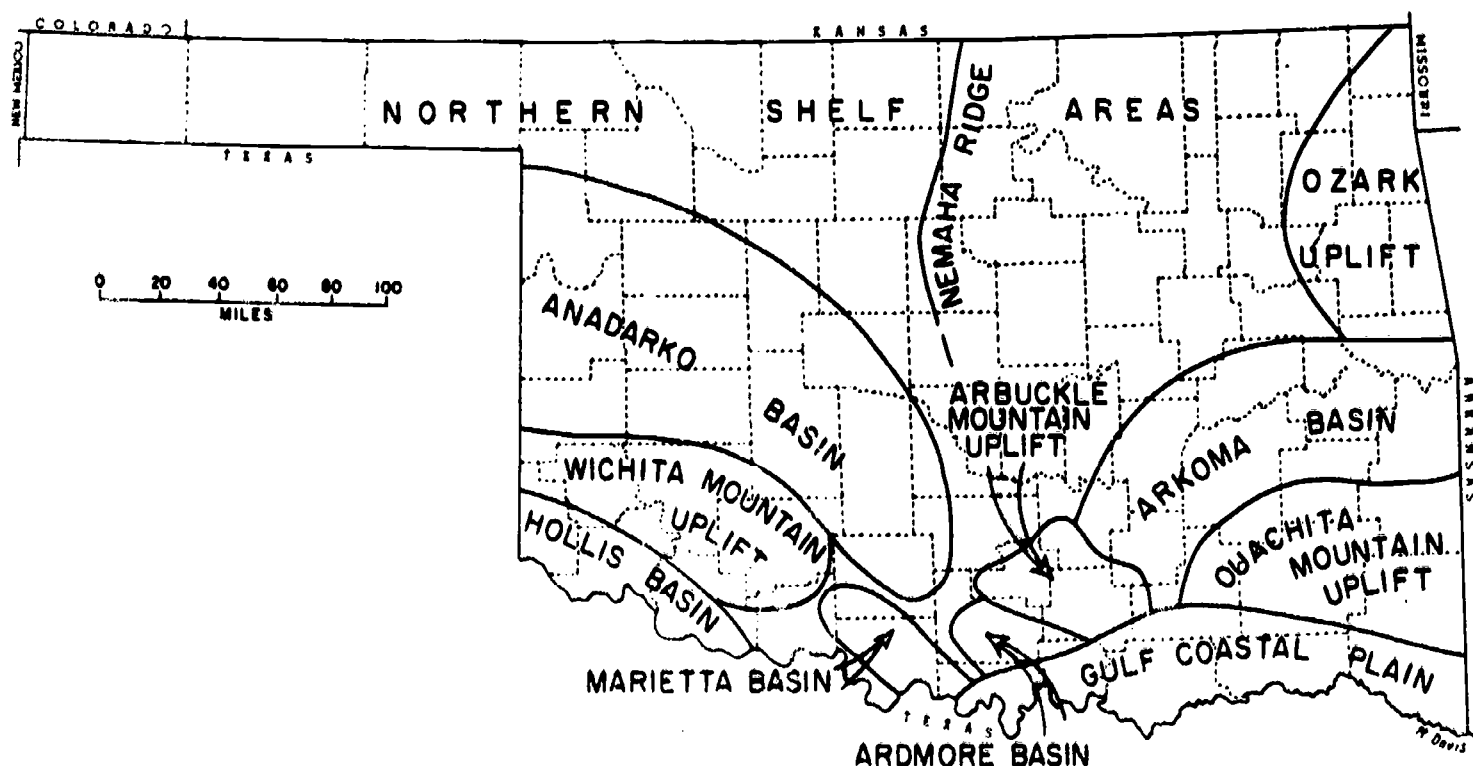 COLORADO
KANSAS
NEW MEXICO
MISSOURI
NORTHERN SHELF AREAS
NEMAHA RIDGE
TEXAS
OZARK
UPLIFT
0 20 40 60 80 100
MILES
ANADARKO
BASIN
ARBUCKLE
MOUNTAIN
UPLIFT
ARKOMA BASIN
ARKANSAS
WICHITA MOUNTAIN
UPLIFT
HOLLIS BASIN
OUACHITA
MOUNTAIN
UPLIFT
MARIETTA BASIN
GULF COASTAL PLAIN
TEXAS
ARDMORE BASIN
M Davis